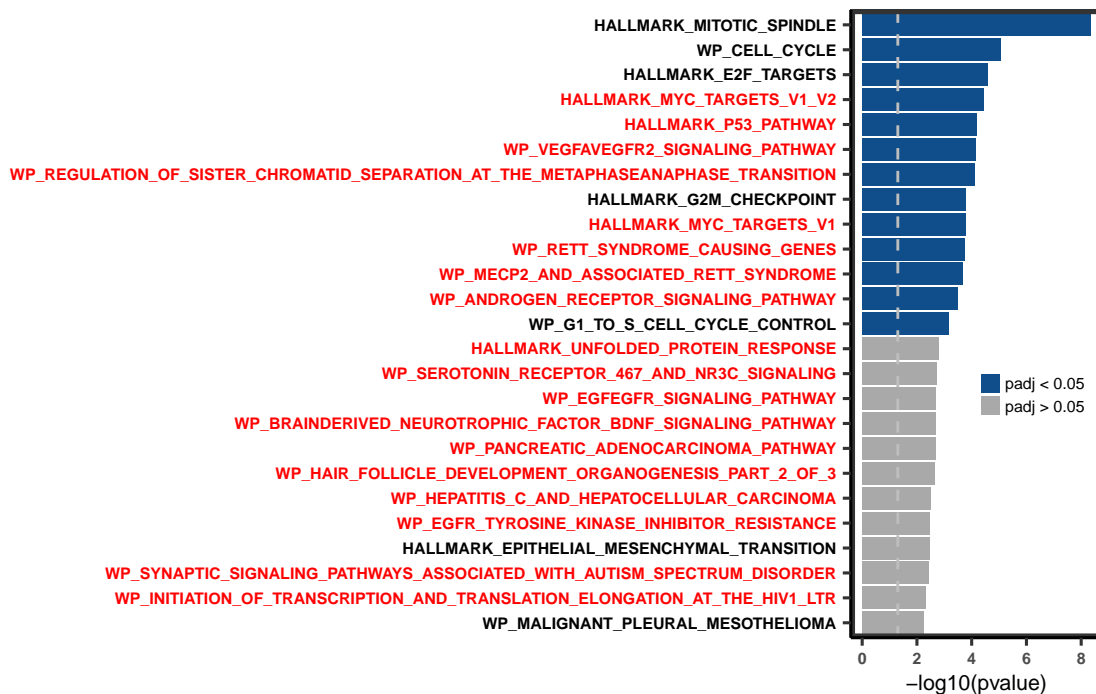 HALLMARK_MITOTIC_SPINDLE
WP_CELL_CYCLE
HALLMARK_E2F_TARGETS
HALLMARK_MYC_TARGETS_V1_V2
HALLMARK_P53_PATHWAY
WP_VEGFAVEGFR2_SIGNALING_PATHWAY
WP_REGULATION_OF_SISTER_CHROMATID_SEPARATION_AT_THE_METAPHASEANAPHASE_TRANSITION
HALLMARK_G2M_CHECKPOINT
HALLMARK_MYC_TARGETS_V1
WP_RETT_SYNDROME_CAUSING_GENES
WP_MECP2_AND_ASSOCIATED_RETT_SYNDROME
WP_ANDROGEN_RECEPTOR_SIGNALING_PATHWAY
WP_G1_TO_S_CELL_CYCLE_CONTROL
HALLMARK_UNFOLDED_PROTEIN_RESPONSE
WP_SEROTONIN_RECEPTOR_467_AND_NR3C_SIGNALING
WP_EGFEGFR_SIGNALING_PATHWAY
WP_BRAINDERIVED_NEUROTROPHIC_FACTOR_BDNF_SIGNALING_PATHWAY
WP_PANCREATIC_ADENOCARCINOMA_PATHWAY
WP_HAIR_FOLLICLE_DEVELOPMENT_ORGANOGENESIS_PART_2_OF_3
WP_HEPATITIS_C_AND_HEPATOCELLULAR_CARCINOMA
WP_EGFR_TYROSINE_KINASE_INHIBITOR_RESISTANCE
HALLMARK_EPITHELIAL_MESENCHYMAL_TRANSITION
WP_SYNAPTIC_SIGNALING_PATHWAYS_ASSOCIATED_WITH_AUTISM_SPECTRUM_DISORDER
WP_INITIATION_OF_TRANSCRIPTION_AND_TRANSLATION_ELONGATION_AT_THE_HIV1_LTR
WP_MALIGNANT_PLEURAL_MESOTHELIOMA
padj < 0.05
padj > 0.05
0 2 4 6 8
−log10(pvalue)